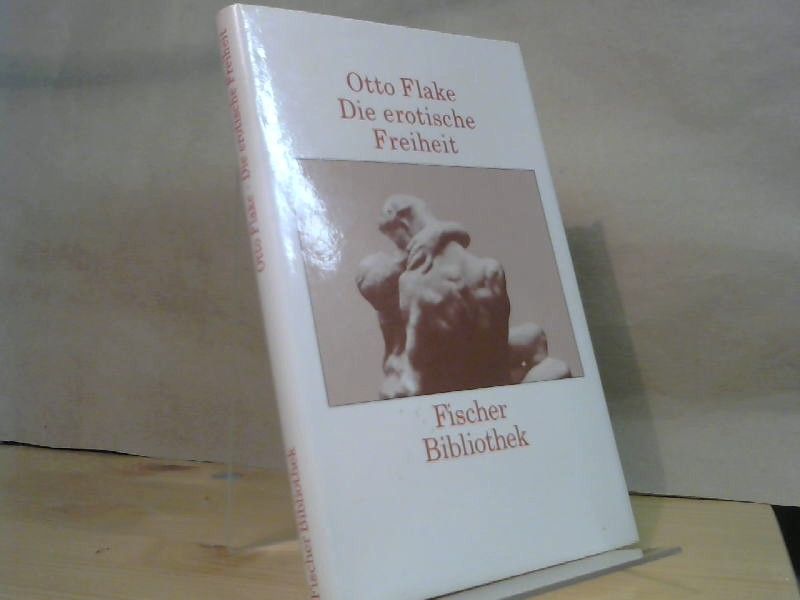 Otto Flake
Die erotische
Freiheit
Fischer
Bibliothek
Otto Flake · Die erotische Freiheit
Fischer Bibliothek